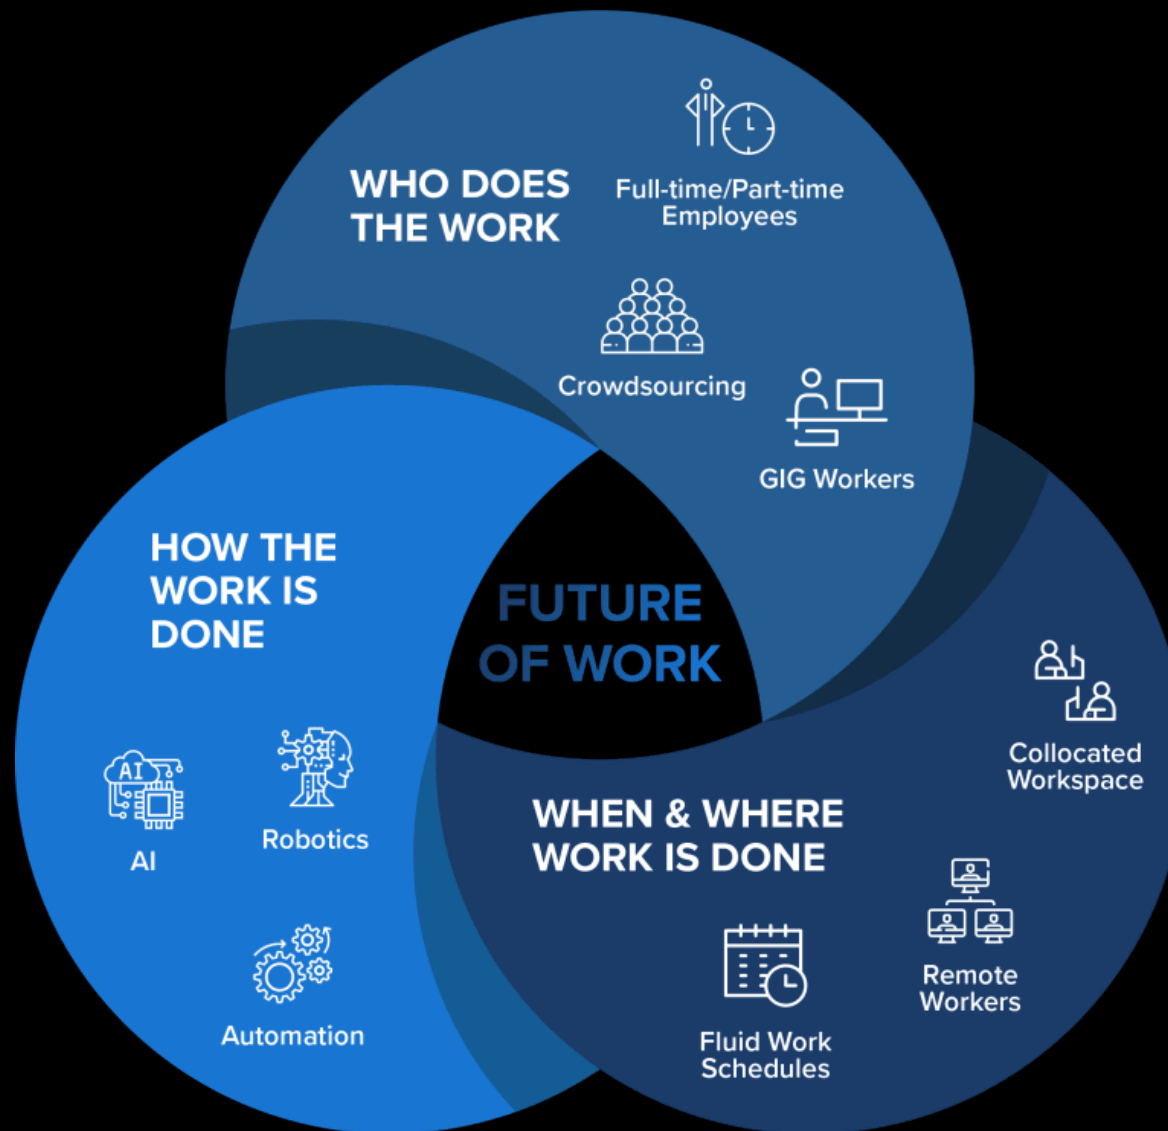 WHO DOES
THE WORK
Full-time/Part-time
Employees
Crowdsourcing
GIG Workers
HOW THE
WORK IS
DONE
AI
AI
Robotics
Automation
FUTURE
OF WORK
WHEN & WHERE
WORK IS DONE
Collocated
Workspace
Remote
Workers
Fluid Work
Schedules